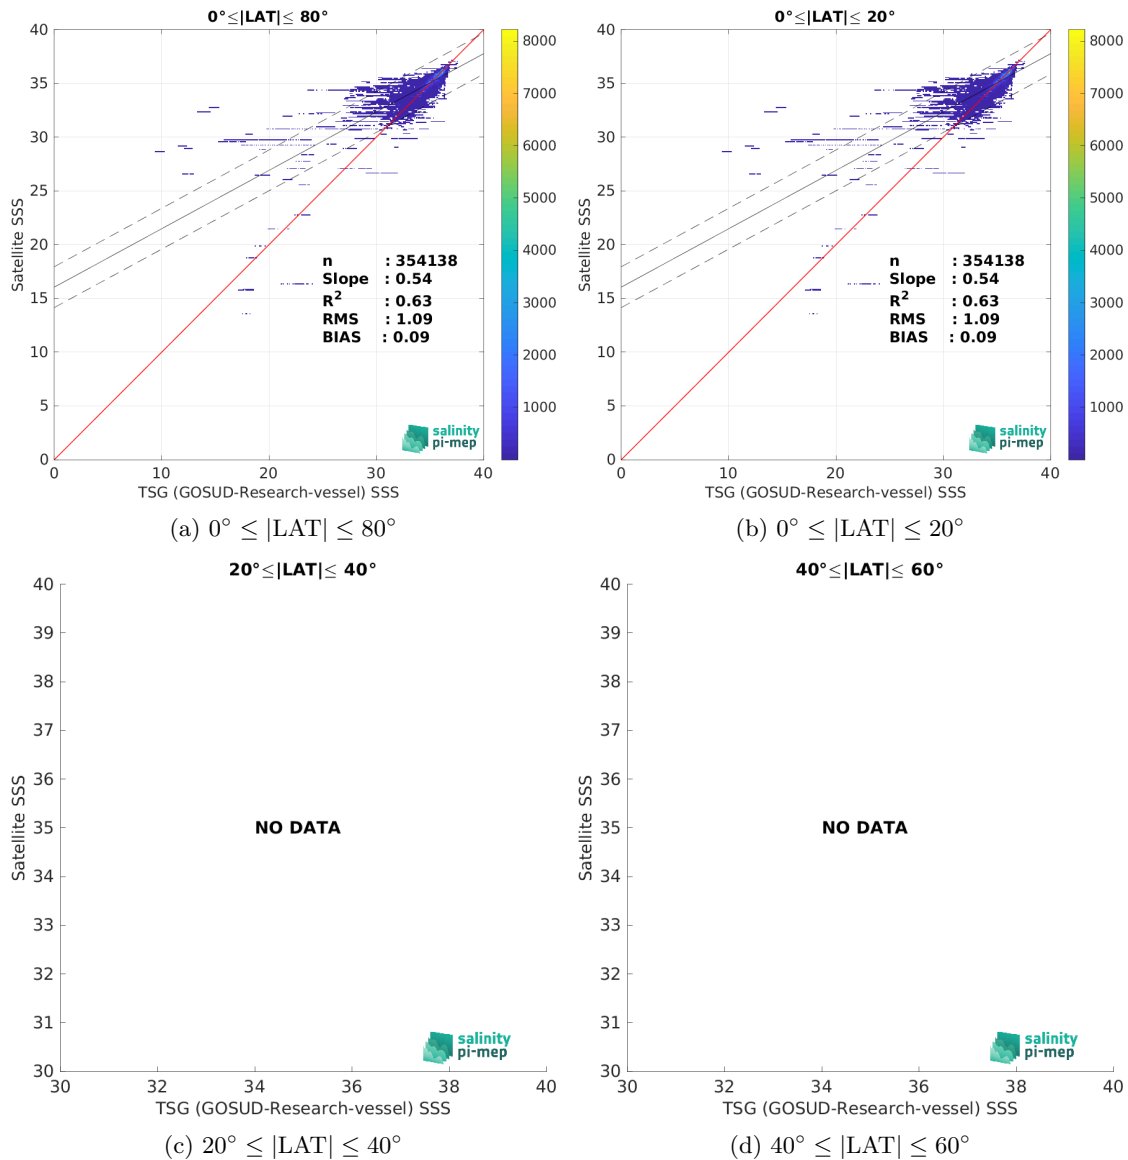 0°≤|LAT|≤ 80°
40
35
30
25
20
15
10
5
0
Satellite SSS
n : 354138
Slope : 0.54
R² : 0.63
RMS : 1.09
BIAS : 0.09
salinity
pi-mep
0 10 20 30 40
TSG (GOSUD-Research-vessel) SSS
8000
7000
6000
5000
4000
3000
2000
1000
(a) 0° ≤ |LAT| ≤ 80°
0°≤|LAT|≤ 20°
40
35
30
25
20
15
10
5
0
Satellite SSS
n : 354138
Slope : 0.54
R² : 0.63
RMS : 1.09
BIAS : 0.09
salinity
pi-mep
0 10 20 30 40
TSG (GOSUD-Research-vessel) SSS
8000
7000
6000
5000
4000
3000
2000
1000
(b) 0° ≤ |LAT| ≤ 20°
20°≤|LAT|≤ 40°
40
39
38
37
36
35
34
33
32
31
30
Satellite SSS
NO DATA
salinity
pi-mep
30 32 34 36 38 40
TSG (GOSUD-Research-vessel) SSS
(c) 20° ≤ |LAT| ≤ 40°
40°≤|LAT|≤ 60°
40
39
38
37
36
35
34
33
32
31
30
Satellite SSS
NO DATA
salinity
pi-mep
30 32 34 36 38 40
TSG (GOSUD-Research-vessel) SSS
(d) 40° ≤ |LAT| ≤ 60°